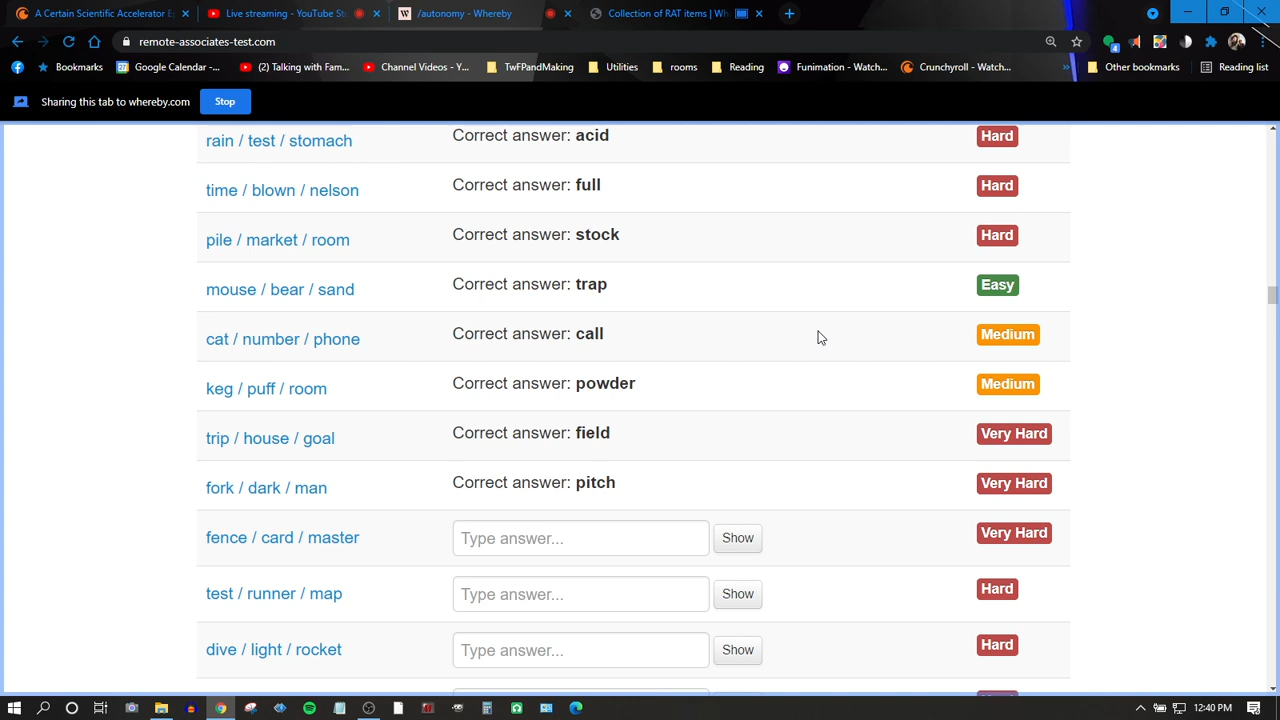 A Certain Scientific Accelerator E
Live streaming - YouTube St
/autonomy - Whereby
Collection of RAT items | Wh
remote-associates-test.com
4
Bookmarks
Google Calendar -...
(2) Talking with Fam...
Channel Videos - Y...
TwFPandMaking
Utilities
rooms
Reading
Funimation - Watch...
Crunchyroll - Watch...
»
Other bookmarks
Reading list
Sharing this tab to whereby.com
Stop
rain / test / stomach Correct answer: acid Hard
time / blown / nelson Correct answer: full Hard
pile / market / room Correct answer: stock Hard
mouse / bear / sand Correct answer: trap Easy
cat / number / phone Correct answer: call Medium
keg / puff / room Correct answer: powder Medium
trip / house / goal Correct answer: field Very Hard
fork / dark / man Correct answer: pitch Very Hard
fence / card / master Type answer... Show Very Hard
test / runner / map Type answer... Show Hard
dive / light / rocket Type answer... Show Hard
12:40 PM